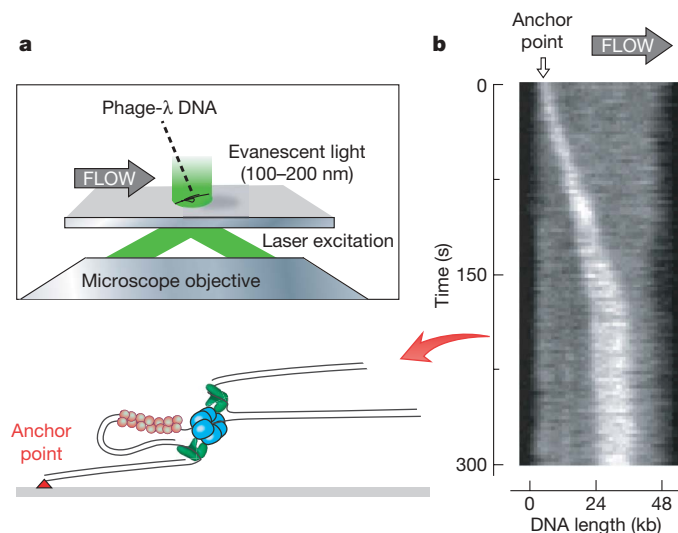 a
Phage-λ DNA
FLOW
Evanescent light
(100–200 nm)
Laser excitation
Microscope objective
Anchor
point
b
Anchor
point
FLOW
Time (s)
0
150
300
0
24
48
DNA length (kb)